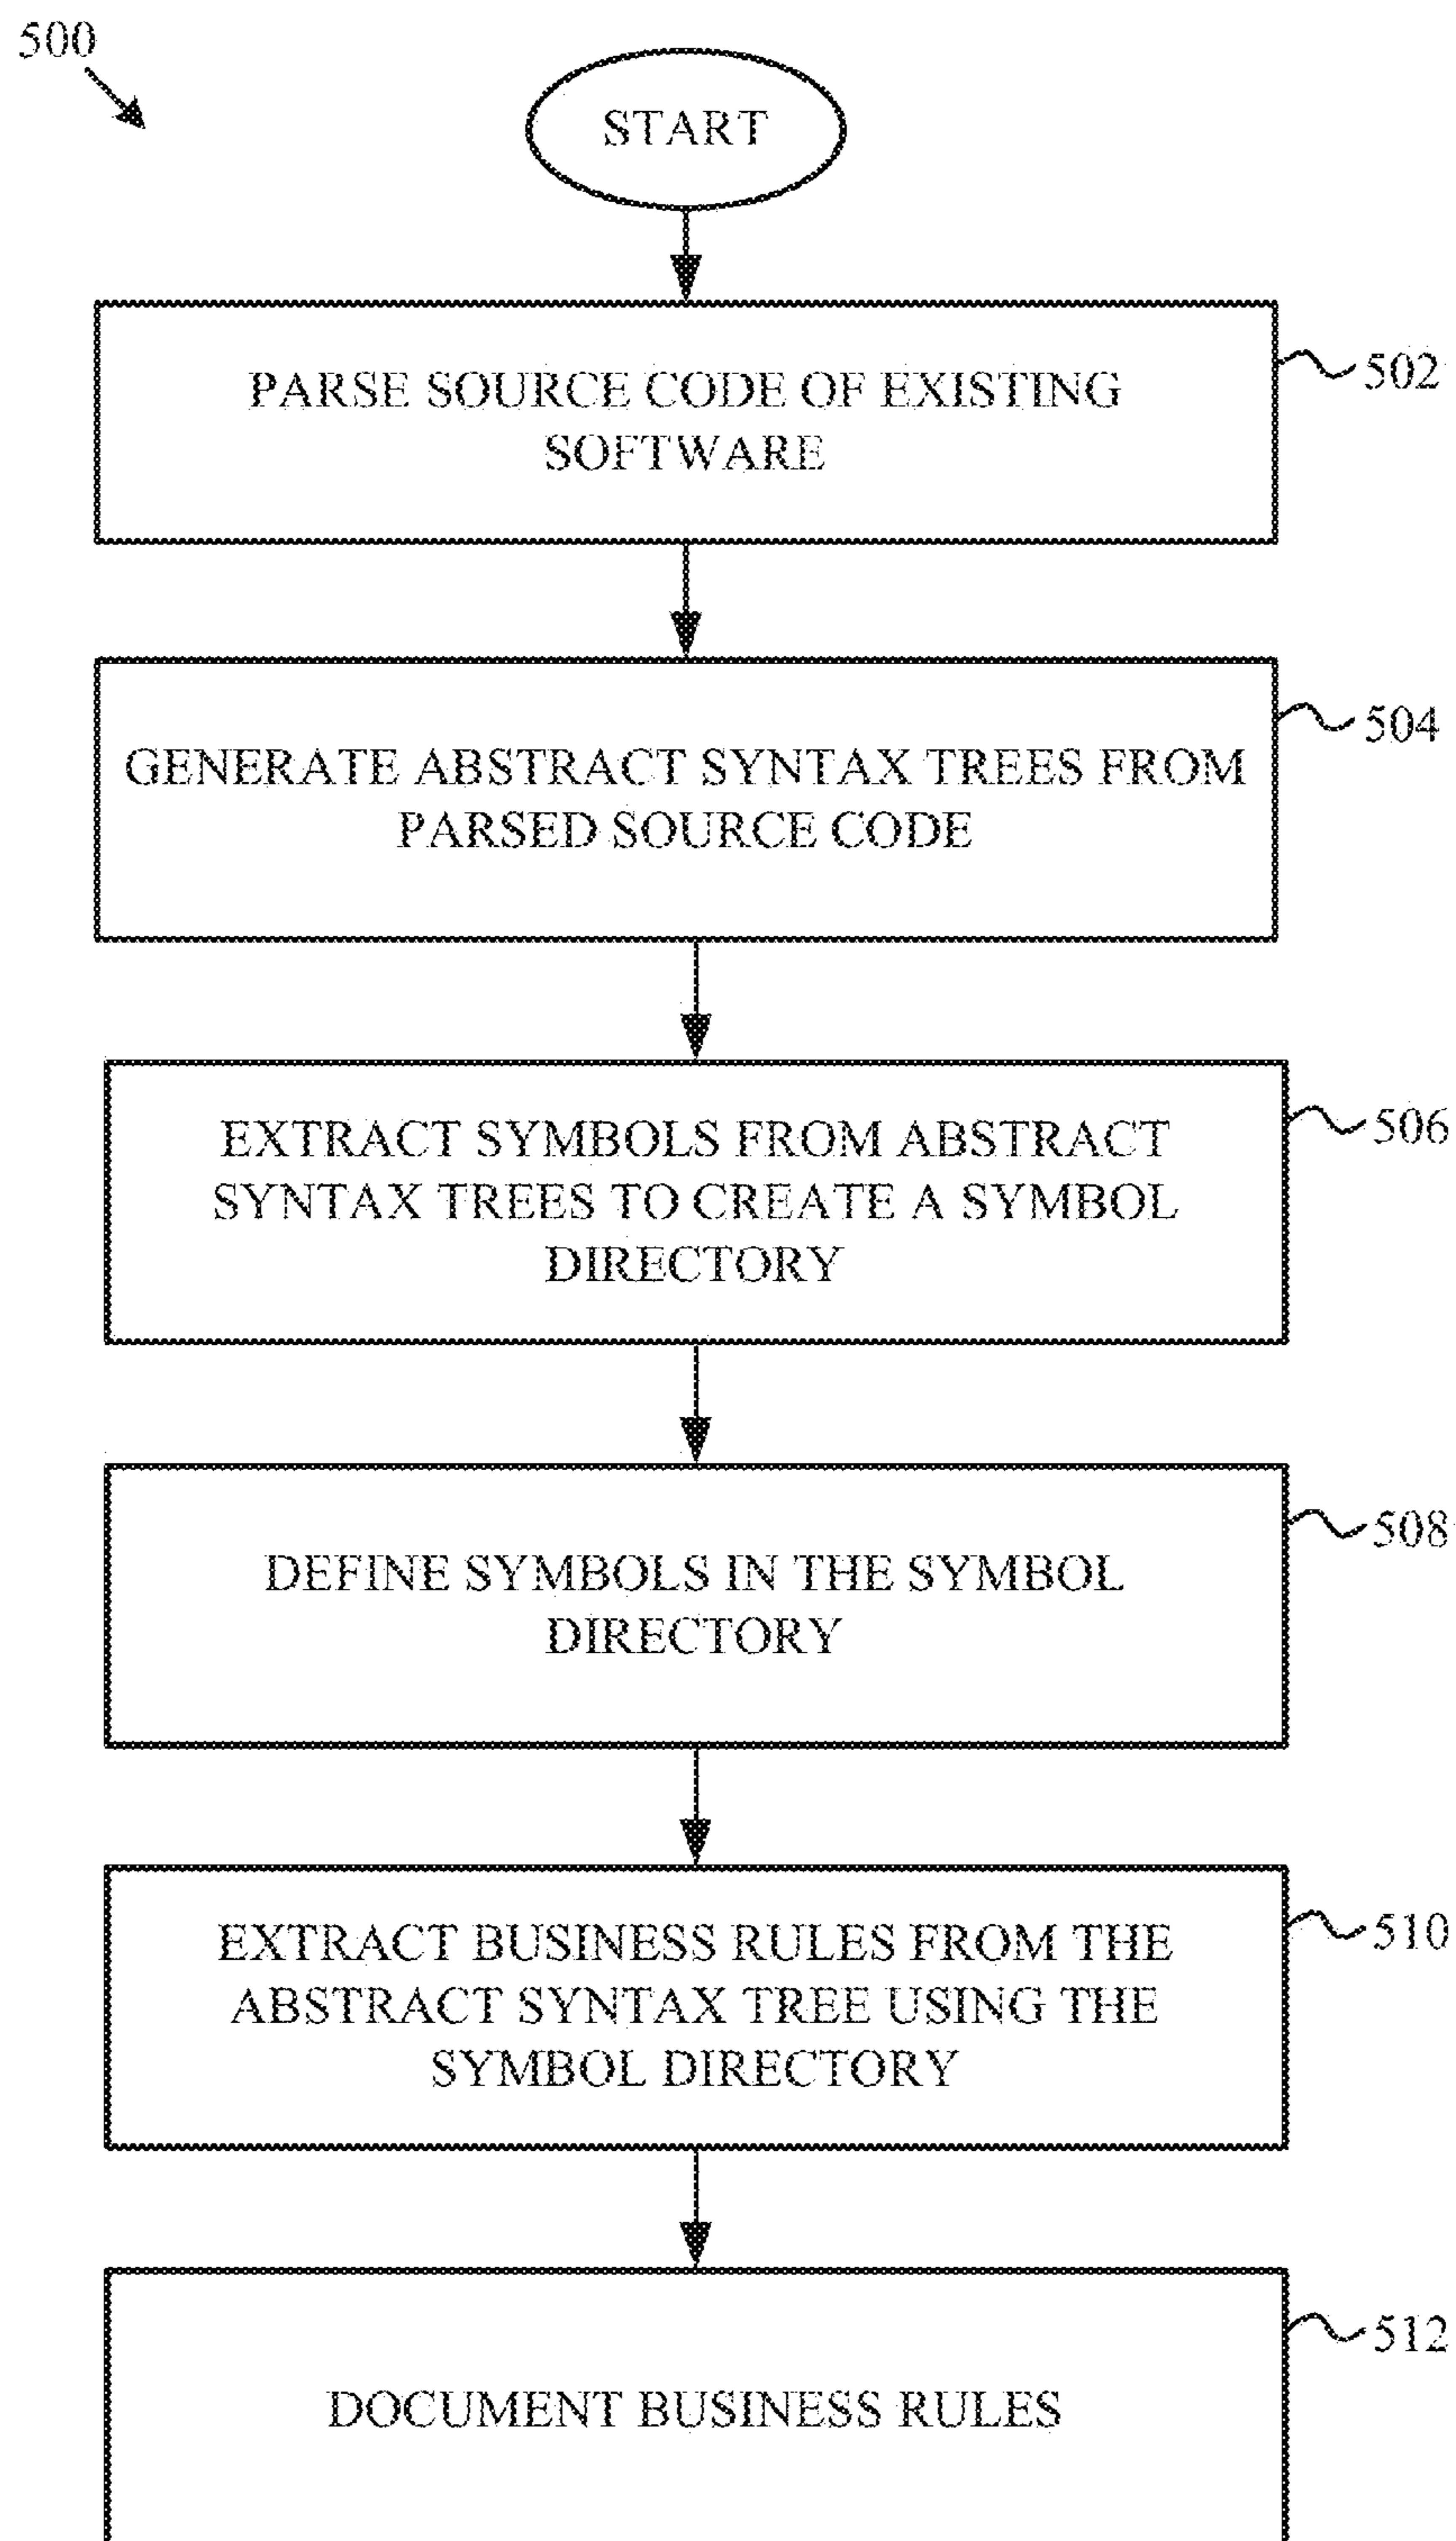 500
START
PARSE SOURCE CODE OF EXISTING
SOFTWARE
502
GENERATE ABSTRACT SYNTAX TREES FROM
PARSED SOURCE CODE
504
EXTRACT SYMBOLS FROM ABSTRACT
SYNTAX TREES TO CREATE A SYMBOL
DIRECTORY
506
DEFINE SYMBOLS IN THE SYMBOL
DIRECTORY
508
EXTRACT BUSINESS RULES FROM THE
ABSTRACT SYNTAX TREE USING THE
SYMBOL DIRECTORY
510
DOCUMENT BUSINESS RULES
512